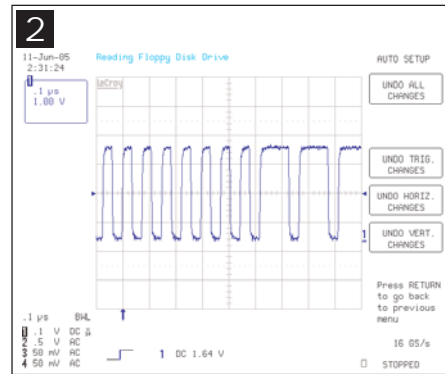 2
11-Jun-05
2:31:24
Reading Floppy Disk Drive
1
.1 µs
1.00 V
LeCroy
AUTO SETUP
UNDO ALL
CHANGES
UNDO TRIG.
CHANGES
UNDO HORIZ.
CHANGES
UNDO VERT.
CHANGES
1
Press RETURN
to go back
to previous
menu
.1 µs BWL
1 .1 V DC
2 .5 V AC
3 50 mV AC
4 50 mV AC
1 DC 1.64 V
16 GS/s
STOPPED